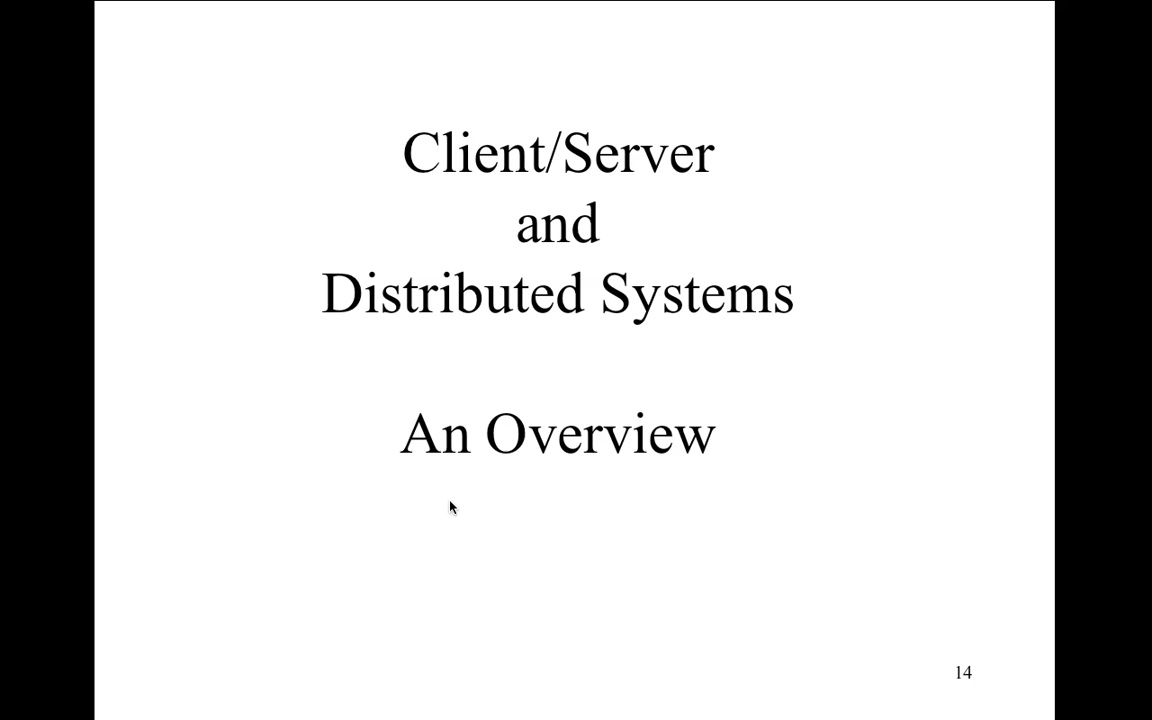 Client/Server
and
Distributed Systems
An Overview
14